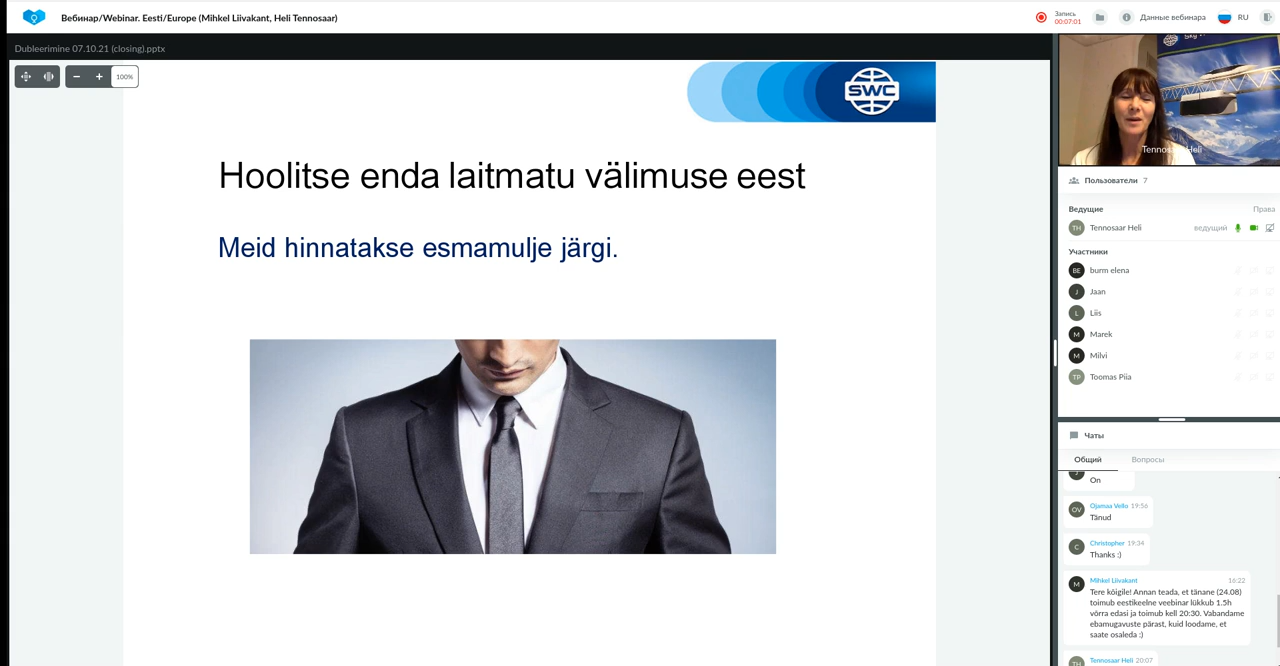 Вебинар/Webinar. Eesti/Europe (Mihkel Liivakant, Heli Tennosaar)
Запись
00:07:01
Данные вебинара
RU
Dubleerimine 07.10.21 (closing).pptx
100%
SWC
Hoolitse enda laitmatu välimuse eest
Meid hinnatakse esmamulje järgi.
Tennosaar Heli
Пользователи 7
Ведущие Права
TH Tennosaar Heli ведущий
Участники
BE burm elena
J Jaan
L Liis
M Marek
M Milvi
TP Toomas Piia
Чаты
Общий Вопросы
On
OV Ojamaa Vello 19:56
Tänud
C Christopher 19:34
Thanks :)
M Mihkel Liivakant 16:22
Tere kõigile! Annan teada, et tänane (24.08)
toimub eestikeelne veebinar lükkub 1.5h
võrra edasi ja toimub kell 20:30. Vabandame
ebamugavuste pärast, kuid loodame, et
saate osaleda :)
TH Tennosaar Heli 20:07